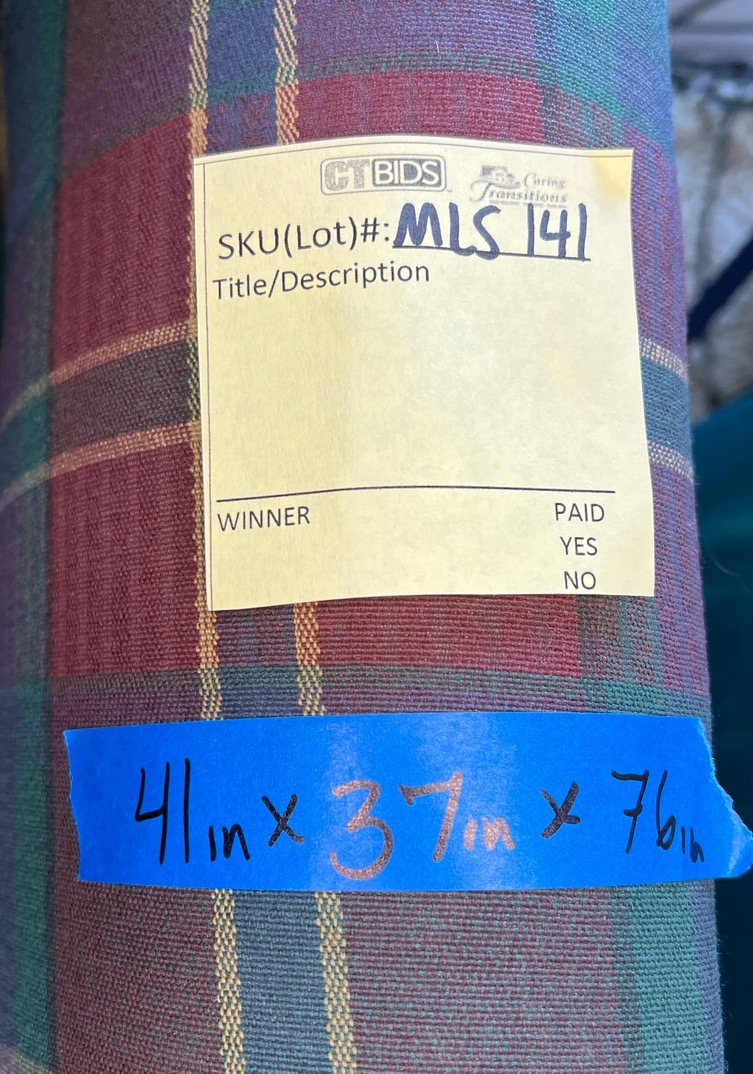 CTBIDS
Caring
Transitions
SKU(Lot)#: MLS 141
Title/Description
WINNER
PAID
YES
NO
41in x 37in x 76in